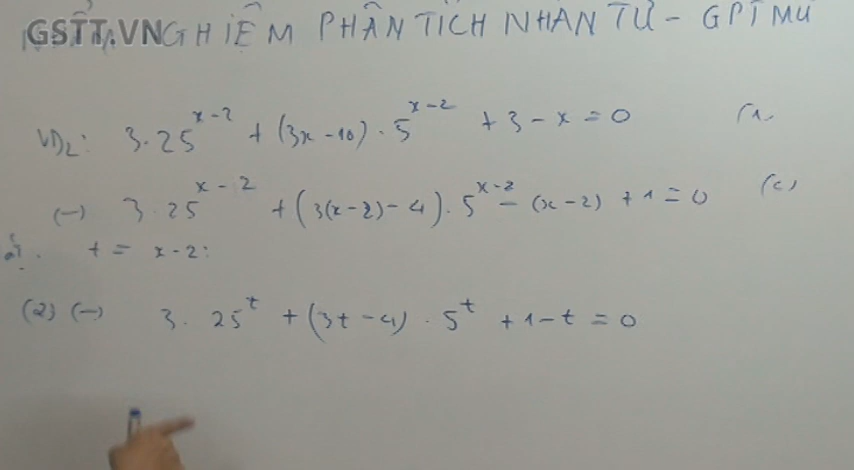 GSTT.VN GHIỆM PHÂN TÍCH NHÂN TỬ - GPT MŨ
VD₂: 3.25^(x-2) + (3x-10).5^(x-2) + 3-x=0 (1)
(-) 3.25^(x-2) + (3(x-2)-4).5^(x-2) - (x-2) + 1 = 0
t = x-2:
(2) (-) 3.25^t + (3t-4).5^t + 1-t = 0